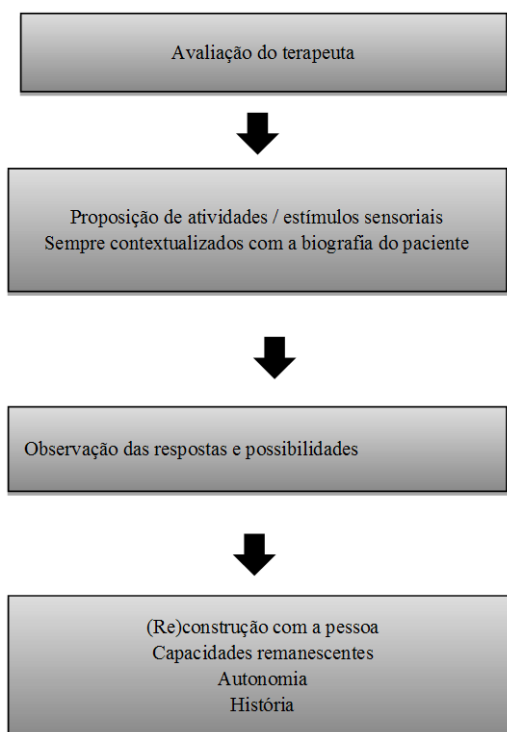 Avaliação do terapeuta
Proposição de atividades / estímulos sensoriais
Sempre contextualizados com a biografia do paciente
Observação das respostas e possibilidades
(Re)construção com a pessoa
Capacidades remanescentes
Autonomia
História